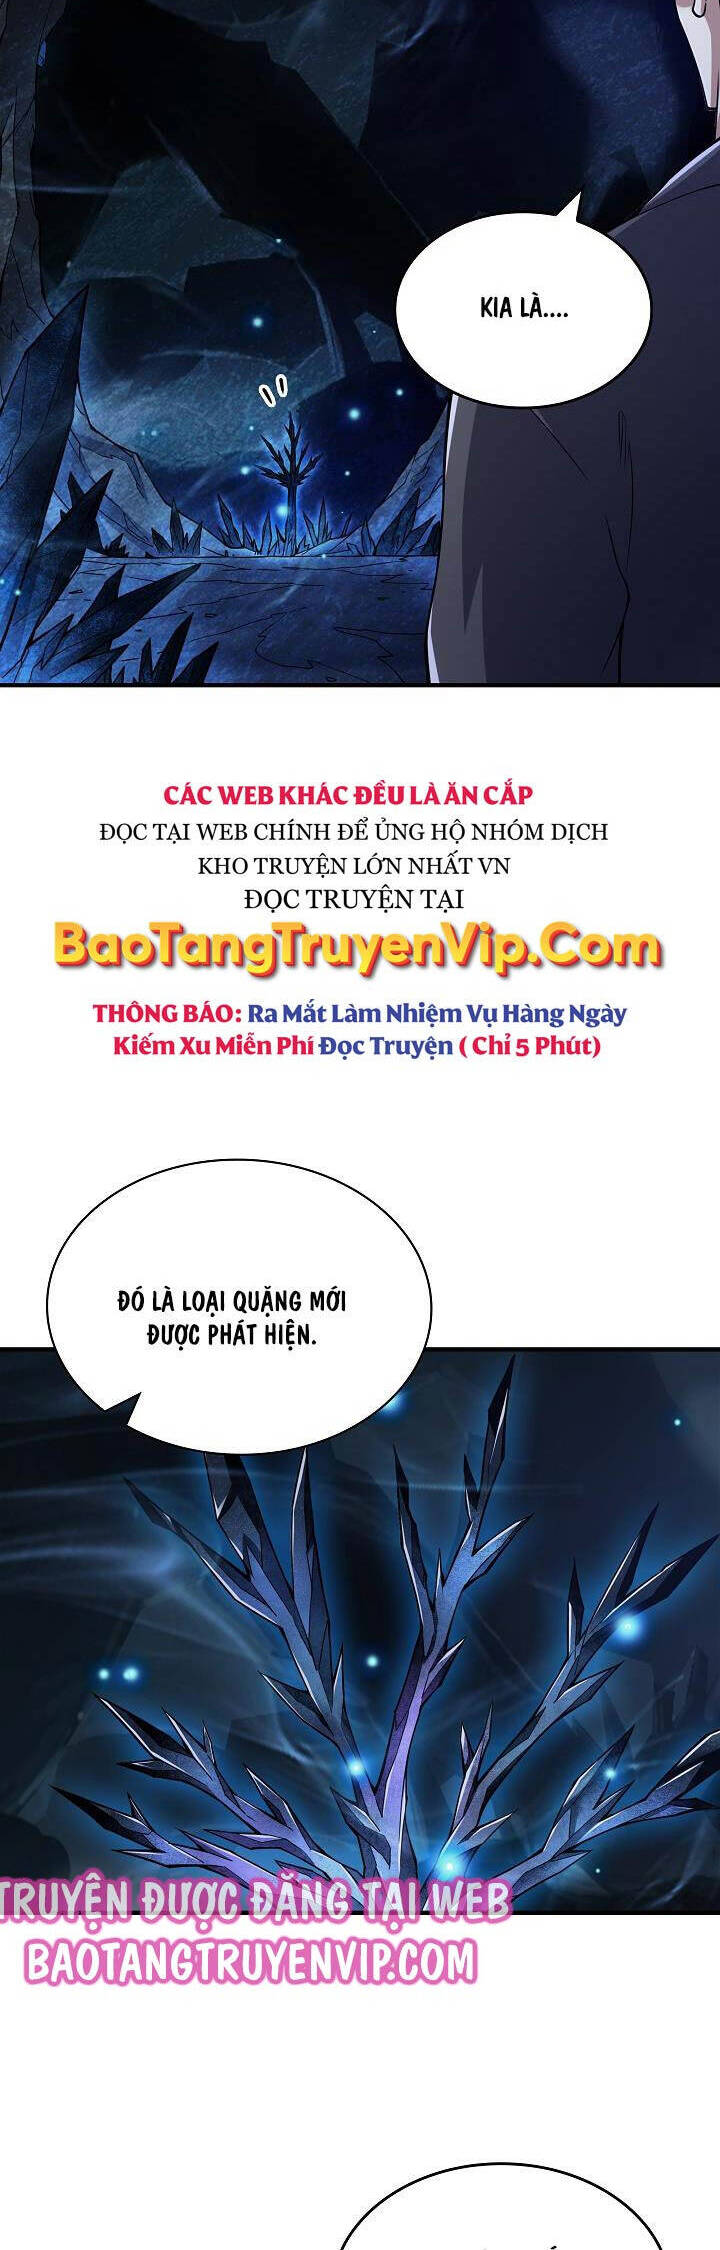 KIA LÀ....
CÁC WEB KHÁC ĐỀU LÀ ĂN CẮP
ĐỌC TẠI WEB CHÍNH ĐỂ ỦNG HỘ NHÓM DỊCH
KHO TRUYỆN LỚN NHẤT VN
ĐỌC TRUYỆN TẠI
BaoTangTruyenVip.Com
THÔNG BÁO: Ra Mắt Làm Nhiệm Vụ Hàng Ngày
Kiếm Xu Miễn Phí Đọc Truyện ( Chỉ 5 Phút)
ĐÓ LÀ LOẠI QUẶNG MỚI
ĐƯỢC PHÁT HIỆN.
TRUYỆN ĐƯỢC ĐĂNG TẠI WEB
BAOTANGTRUYENVIP.COM